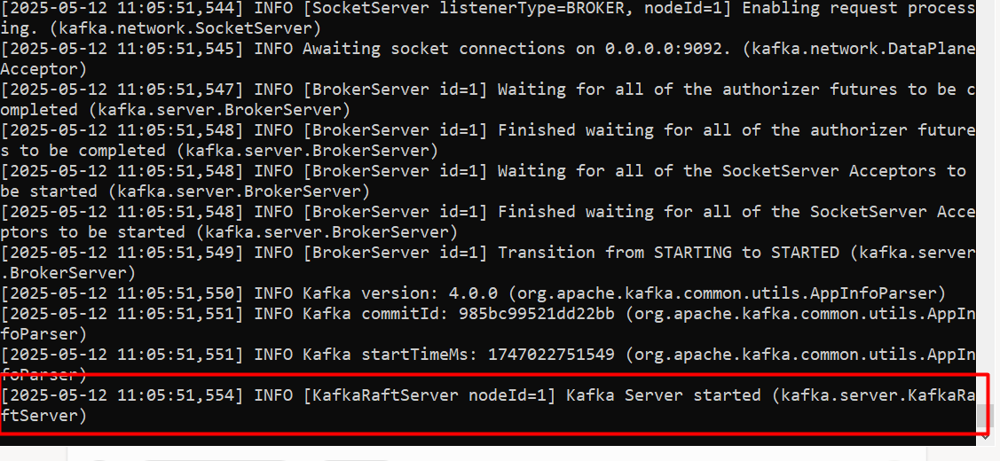 [2025-05-12 11:05:51,544] INFO [SocketServer listenerType=BROKER, nodeId=1] Enabling request process
ing. (kafka.network.SocketServer)
[2025-05-12 11:05:51,545] INFO Awaiting socket connections on 0.0.0.0:9092. (kafka.network.DataPlane
Acceptor)
[2025-05-12 11:05:51,547] INFO [BrokerServer id=1] Waiting for all of the authorizer futures to be c
ompleted (kafka.server.BrokerServer)
[2025-05-12 11:05:51,548] INFO [BrokerServer id=1] Finished waiting for all of the authorizer future
s to be completed (kafka.server.BrokerServer)
[2025-05-12 11:05:51,548] INFO [BrokerServer id=1] Waiting for all of the SocketServer Acceptors to
be started (kafka.server.BrokerServer)
[2025-05-12 11:05:51,548] INFO [BrokerServer id=1] Finished waiting for all of the SocketServer Acce
ptors to be started (kafka.server.BrokerServer)
[2025-05-12 11:05:51,549] INFO [BrokerServer id=1] Transition from STARTING to STARTED (kafka.server
.BrokerServer)
[2025-05-12 11:05:51,550] INFO Kafka version: 4.0.0 (org.apache.kafka.common.utils.AppInfoParser)
[2025-05-12 11:05:51,551] INFO Kafka commitId: 985bc99521dd22bb (org.apache.kafka.common.utils.AppIn
foParser)
[2025-05-12 11:05:51,551] INFO Kafka startTimeMs: 1747022751549 (org.apache.kafka.common.utils.AppIn
foParser)
[2025-05-12 11:05:51,554] INFO [KafkaRaftServer nodeId=1] Kafka Server started (kafka.server.KafkaRa
ftServer)